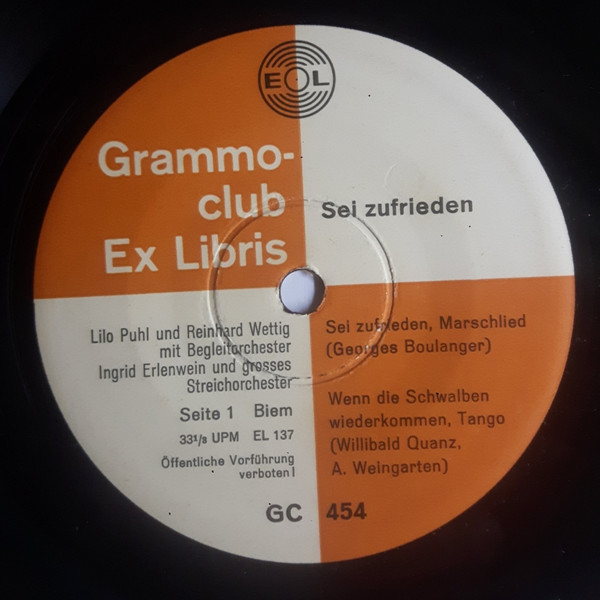 EOL
Grammo-
club
Ex Libris
Sei zufrieden
Lilo Puhl und Reinhard Wettig
mit Begleitorchester
Ingrid Erlenwein und grosses
Streichorchester
Seite 1 Biem
33⅓ UPM EL 137
Öffentliche Vorführung
verboten!
Sei zufrieden, Marschlied
(Georges Boulanger)
Wenn die Schwalben
wiederkommen, Tango
(Willibald Quanz,
A. Weingarten)
GC 454